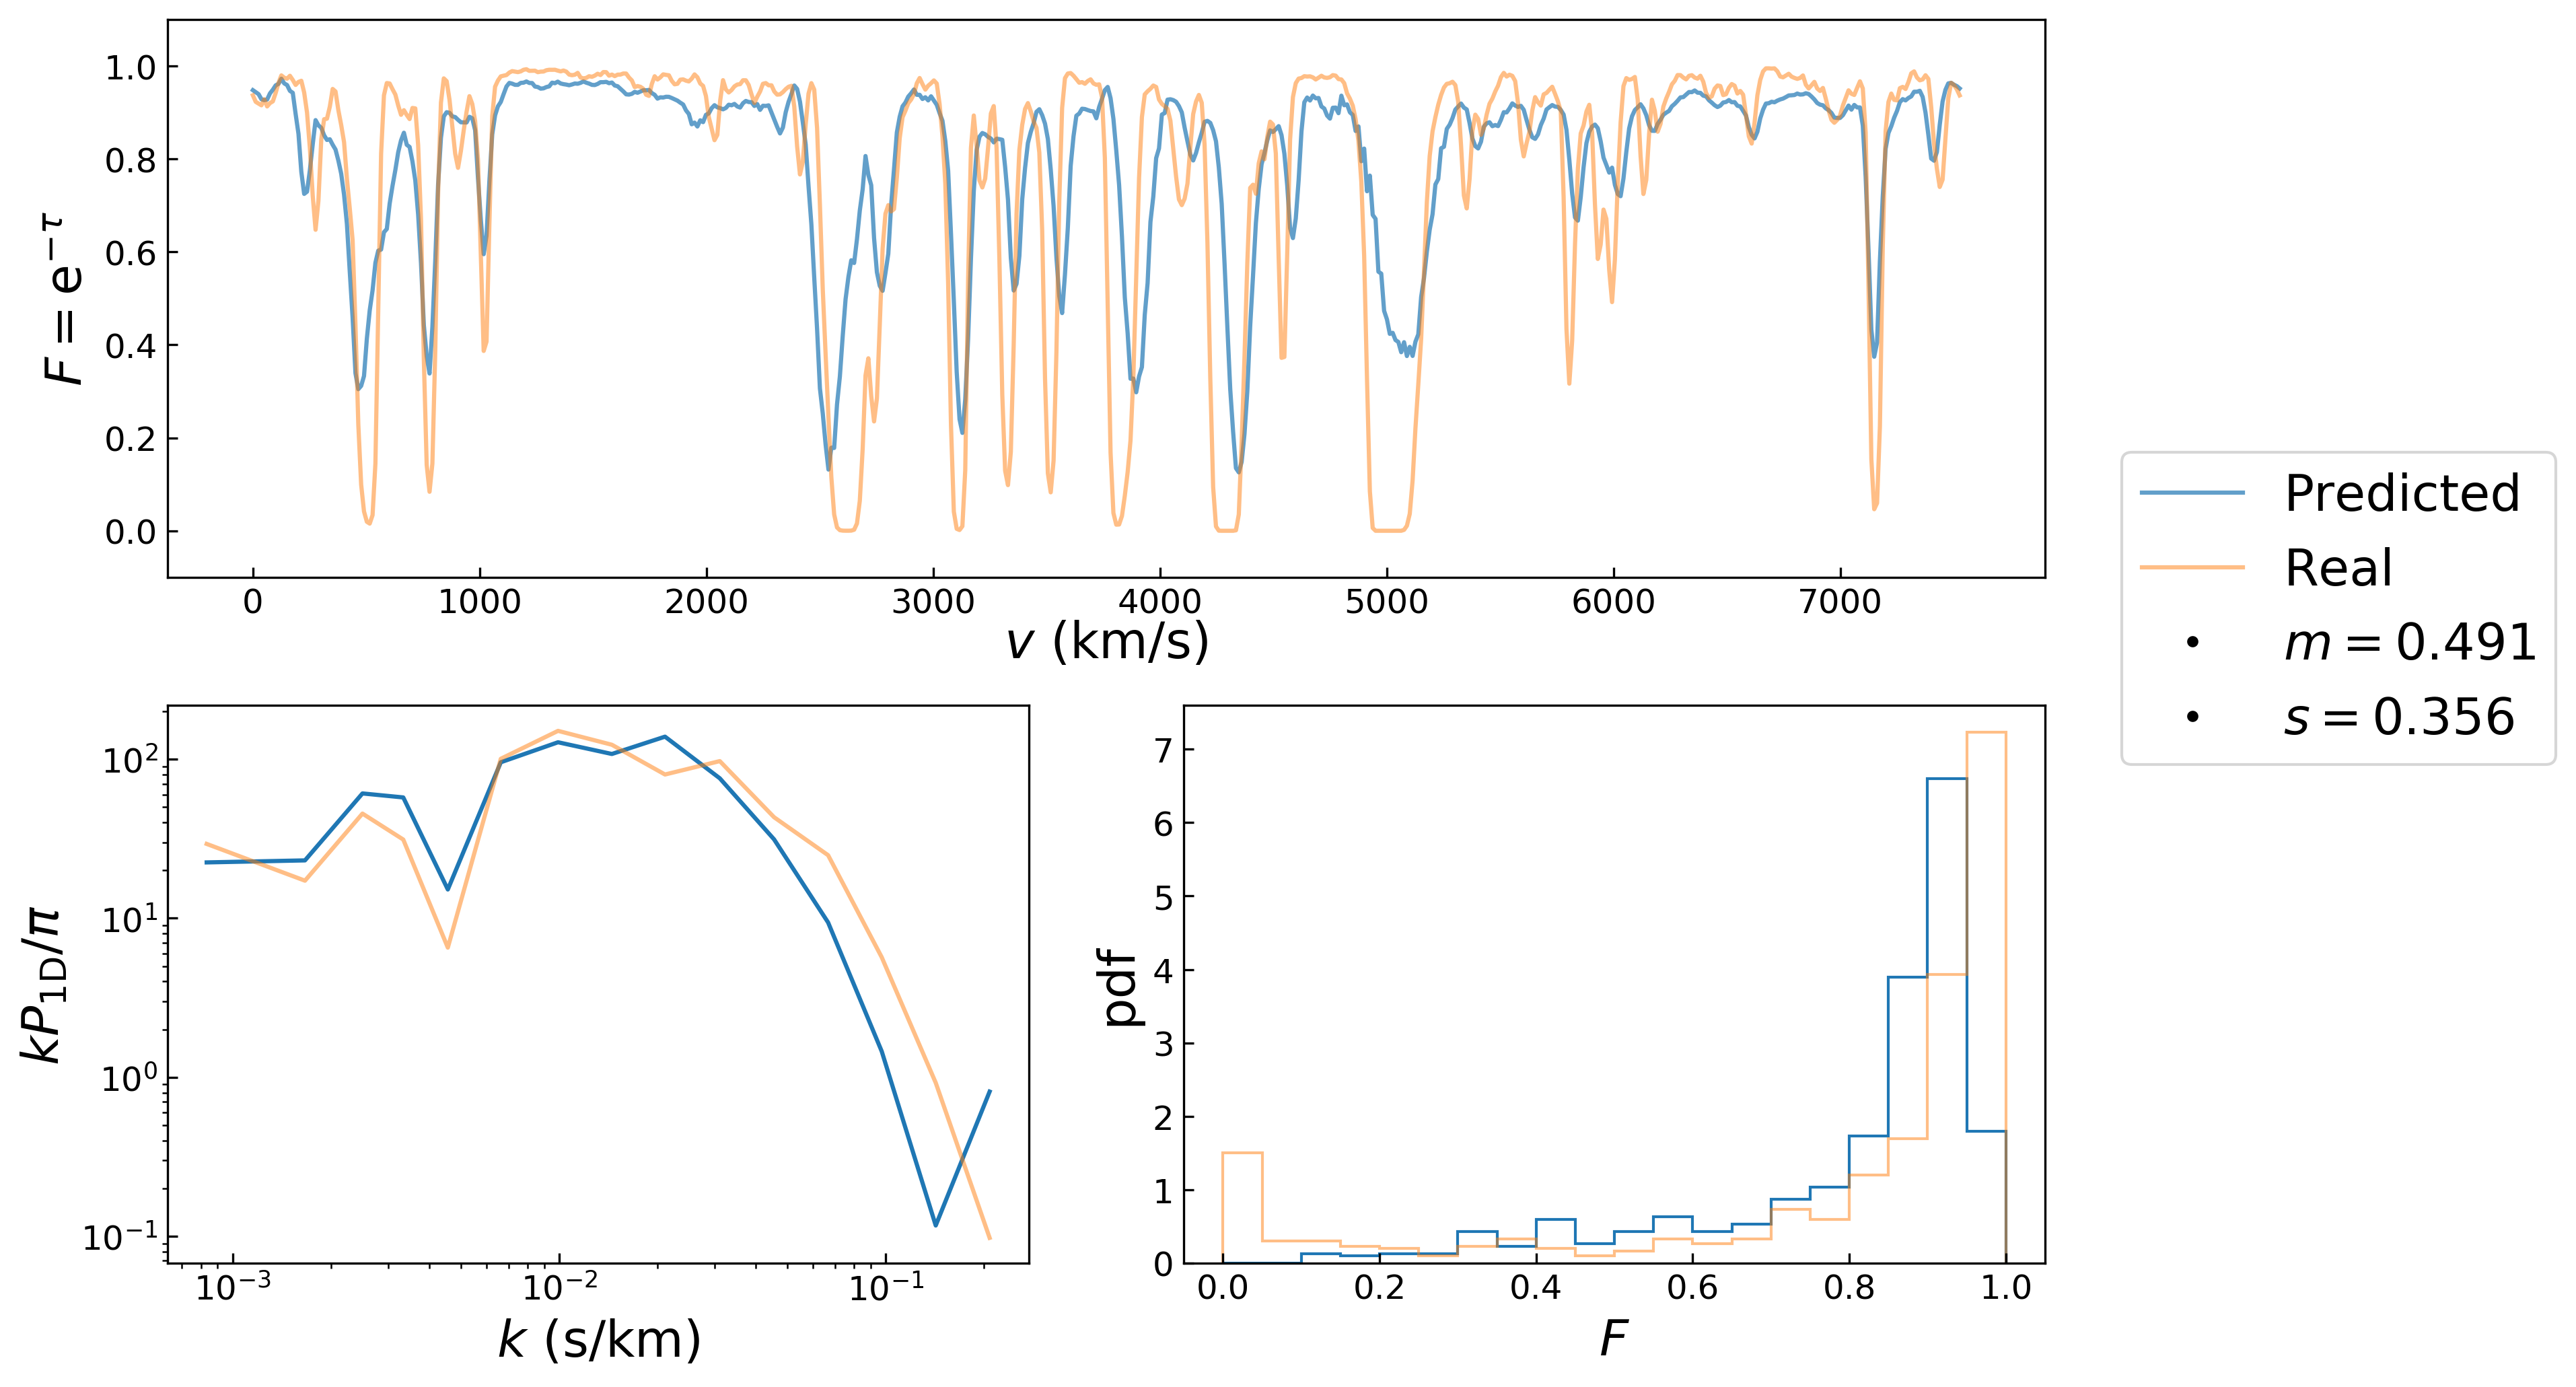 1.0
0.8
0.6
0.4
0.2
0.0
F = e^{−τ}
0 1000 2000 3000 4000 5000 6000 7000
v (km/s)
Predicted
Real
m = 0.491
s = 0.356
10^2
10^1
10^0
10^{−1}
kP_{1D}/π
10^{−3} 10^{−2} 10^{−1}
k (s/km)
7
6
5
4
3
2
1
0
pdf
0.0 0.2 0.4 0.6 0.8 1.0
F